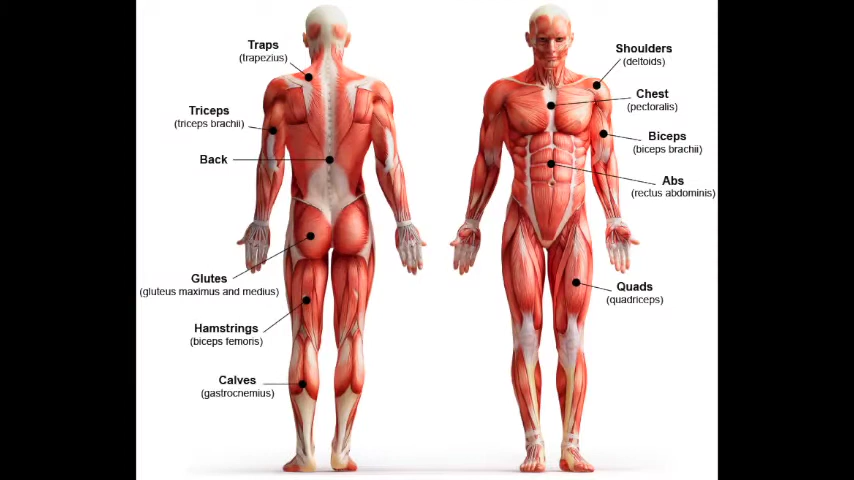 Traps
(trapezius)
Triceps
(triceps brachii)
Back
Glutes
(gluteus maximus and medius)
Hamstrings
(biceps femoris)
Calves
(gastrocnemius)
Shoulders
(deltoids)
Chest
(pectoralis)
Biceps
(biceps brachii)
Abs
(rectus abdominis)
Quads
(quadriceps)